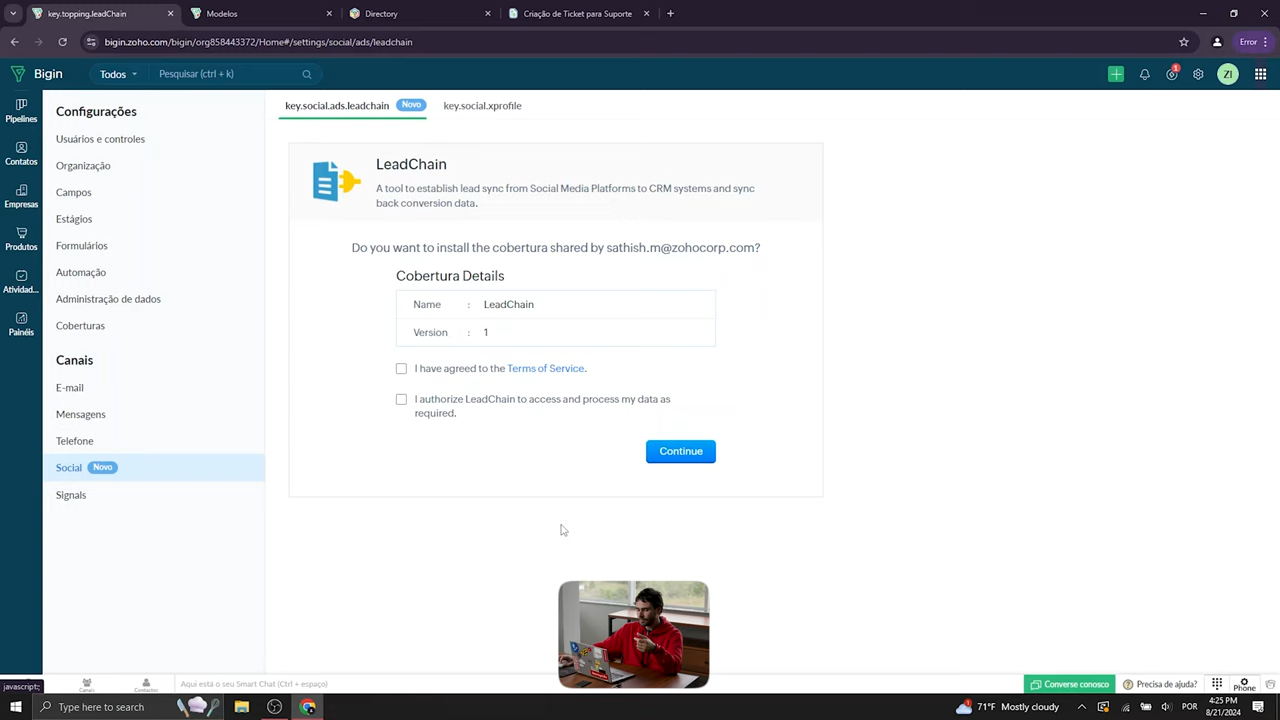 key.topping.leadChain
Modelos
Directory
Criação de Ticket para Suporte
bigin.zoho.com/bigin/org858443372/Home#/settings/social/ads/leadchain
Error
Bigin
Todos
Pesquisar (ctrl + k)
1
ZI
Pipelines
Contatos
Empresas
Produtos
Atividad...
Painéis
Configurações
Usuários e controles
Organização
Campos
Estágios
Formulários
Automação
Administração de dados
Coberturas
Canais
E-mail
Mensagens
Telefone
Social Novo
Signals
key.social.ads.leadchain Novo
key.social.xprofile
LeadChain
A tool to establish lead sync from Social Media Platforms to CRM systems and sync
back conversion data.
Do you want to install the cobertura shared by sathish.m@zohocorp.com?
Cobertura Details
Name : LeadChain
Version : 1
I have agreed to the Terms of Service.
I authorize LeadChain to access and process my data as
required.
Continue
javascript:;
Canais
Contactos
Aqui está o seu Smart Chat (Ctrl + espaço)
Converse conosco
Precisa de ajuda?
Phone
Type here to search
71°F Mostly cloudy
POR
4:25 PM
8/21/2024